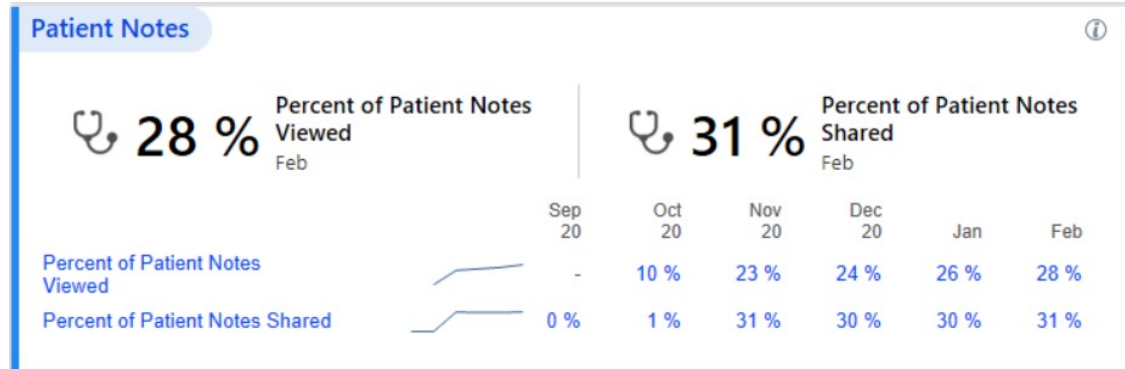 Patient Notes
28 %
Percent of Patient Notes
Viewed
Feb
31 %
Percent of Patient Notes
Shared
Feb
Sep 20 Oct 20 Nov 20 Dec 20 Jan Feb
Percent of Patient Notes
Viewed - 10 % 23 % 24 % 26 % 28 %
Percent of Patient Notes Shared 0 % 1 % 31 % 30 % 30 % 31 %